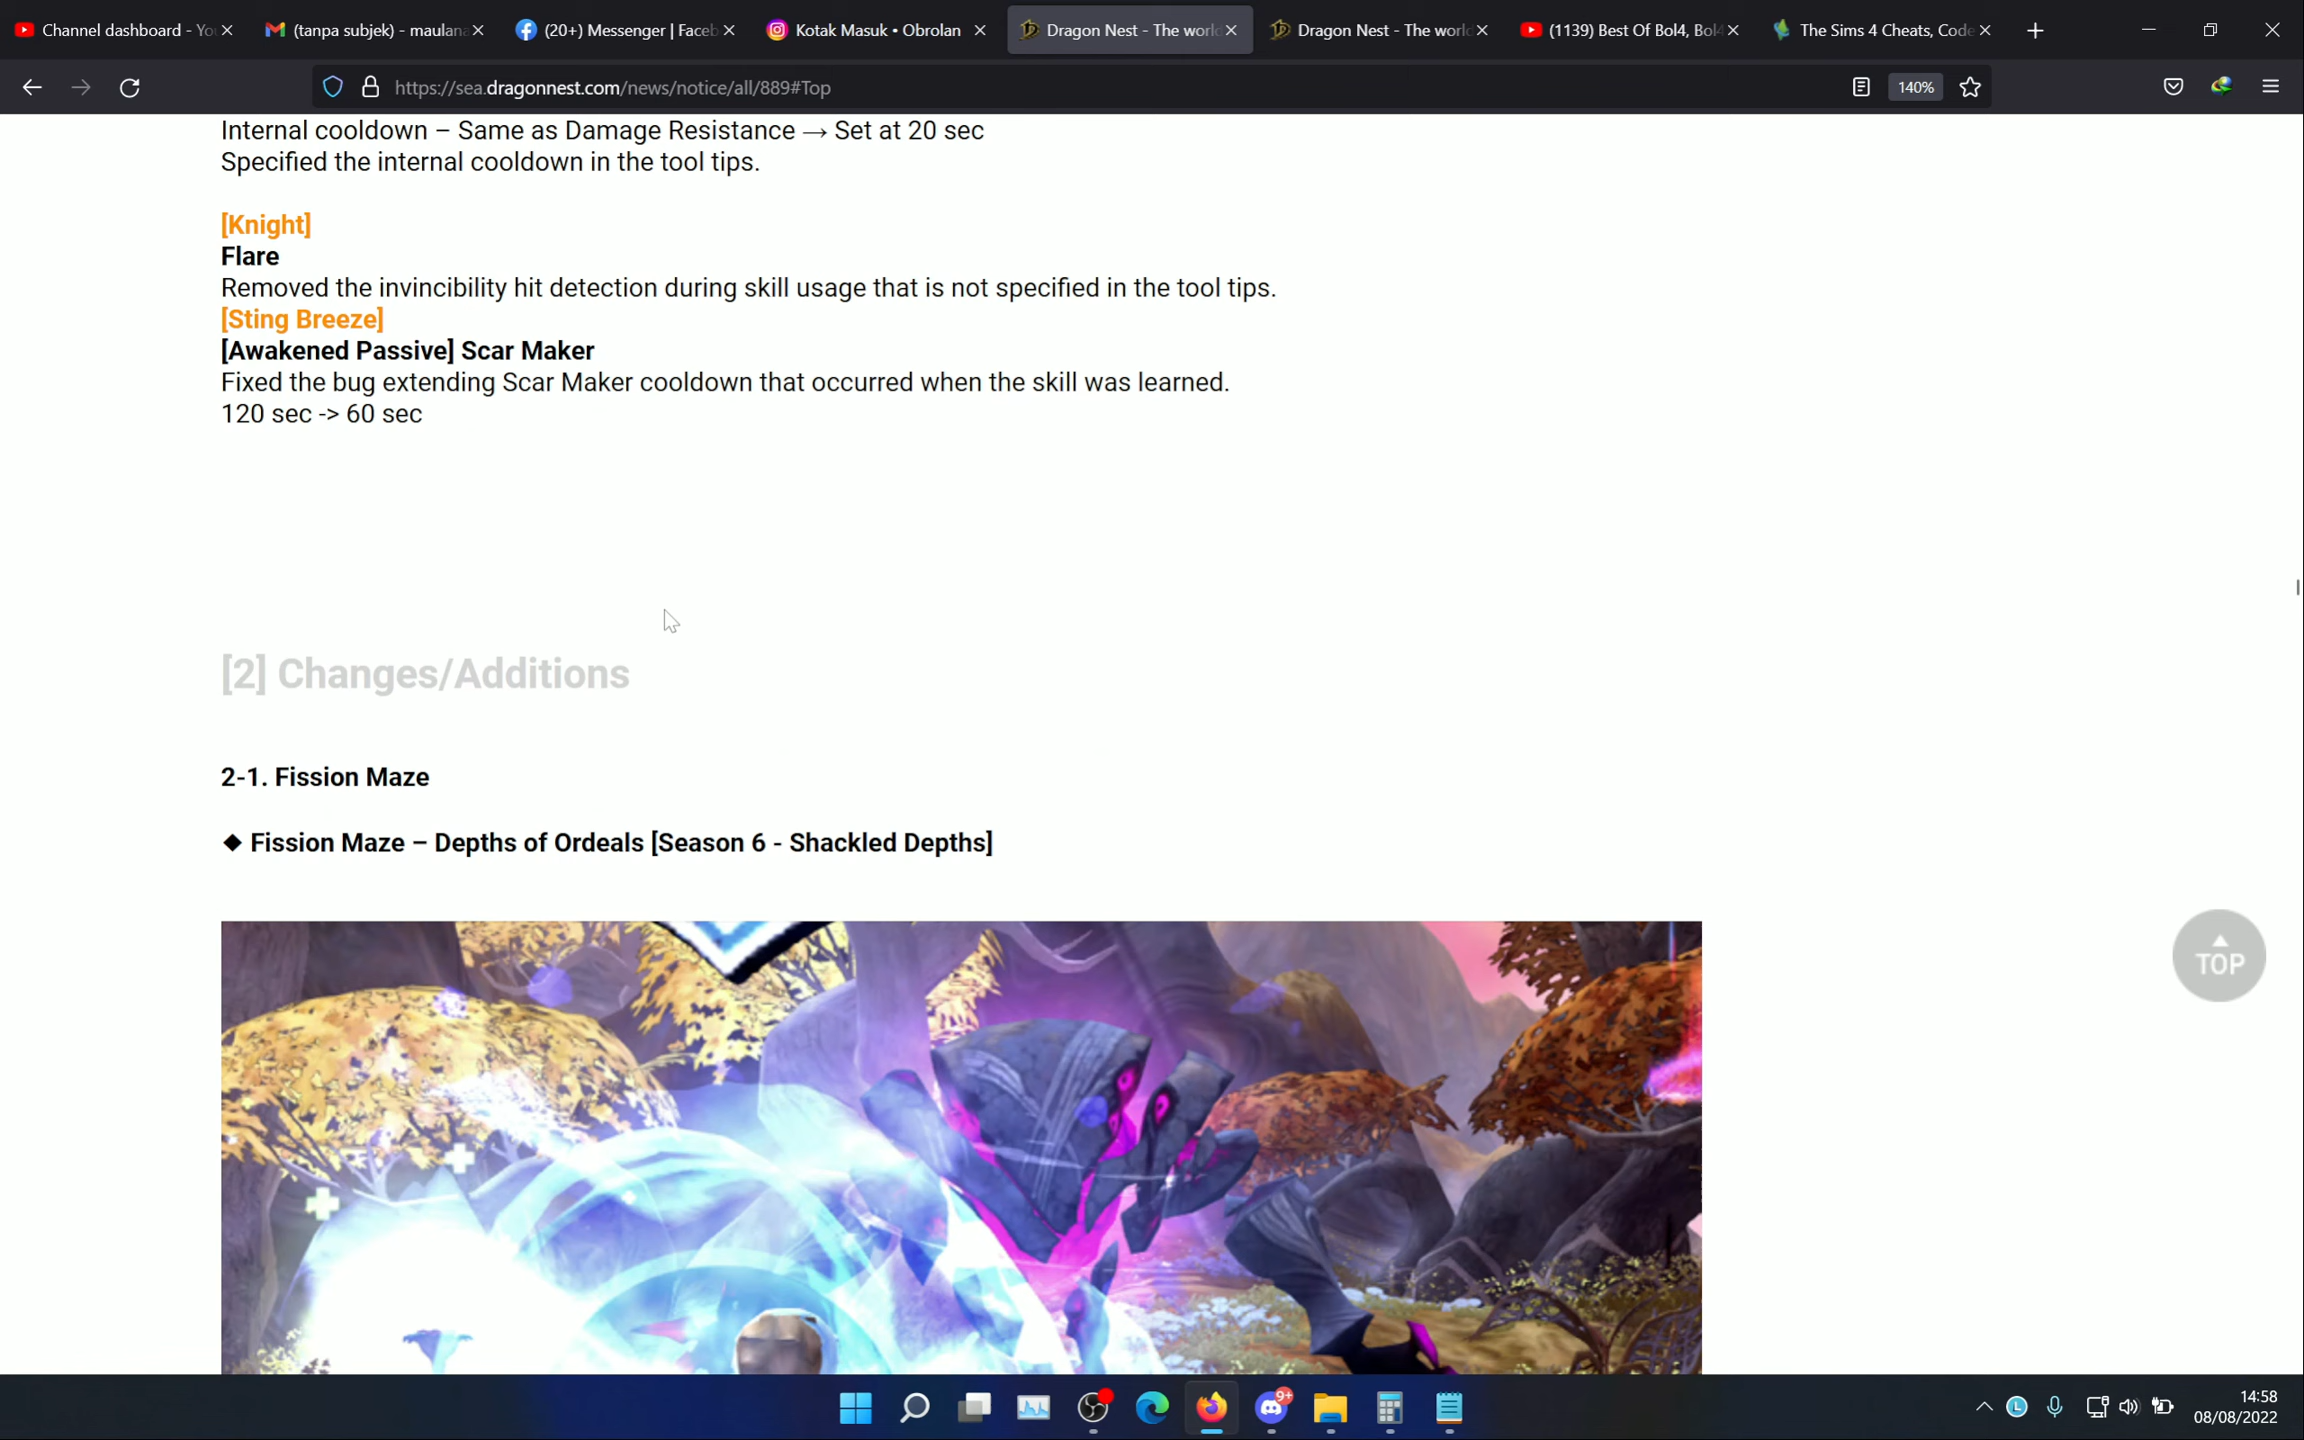 Channel dashboard - Yo
(tanpa subjek) - maulana
(20+) Messenger | Faceb
Kotak Masuk • Obrolan
Dragon Nest - The world
Dragon Nest - The world
(1139) Best Of Bol4, Bol4
The Sims 4 Cheats, Code
https://sea.dragonnest.com/news/notice/all/889#Top
140%
Internal cooldown – Same as Damage Resistance → Set at 20 sec
Specified the internal cooldown in the tool tips.
[Knight]
Flare
Removed the invincibility hit detection during skill usage that is not specified in the tool tips.
[Sting Breeze]
[Awakened Passive] Scar Maker
Fixed the bug extending Scar Maker cooldown that occurred when the skill was learned.
120 sec -> 60 sec
[2] Changes/Additions
2-1. Fission Maze
◆ Fission Maze – Depths of Ordeals [Season 6 - Shackled Depths]
TOP
9+
L
14:58
08/08/2022